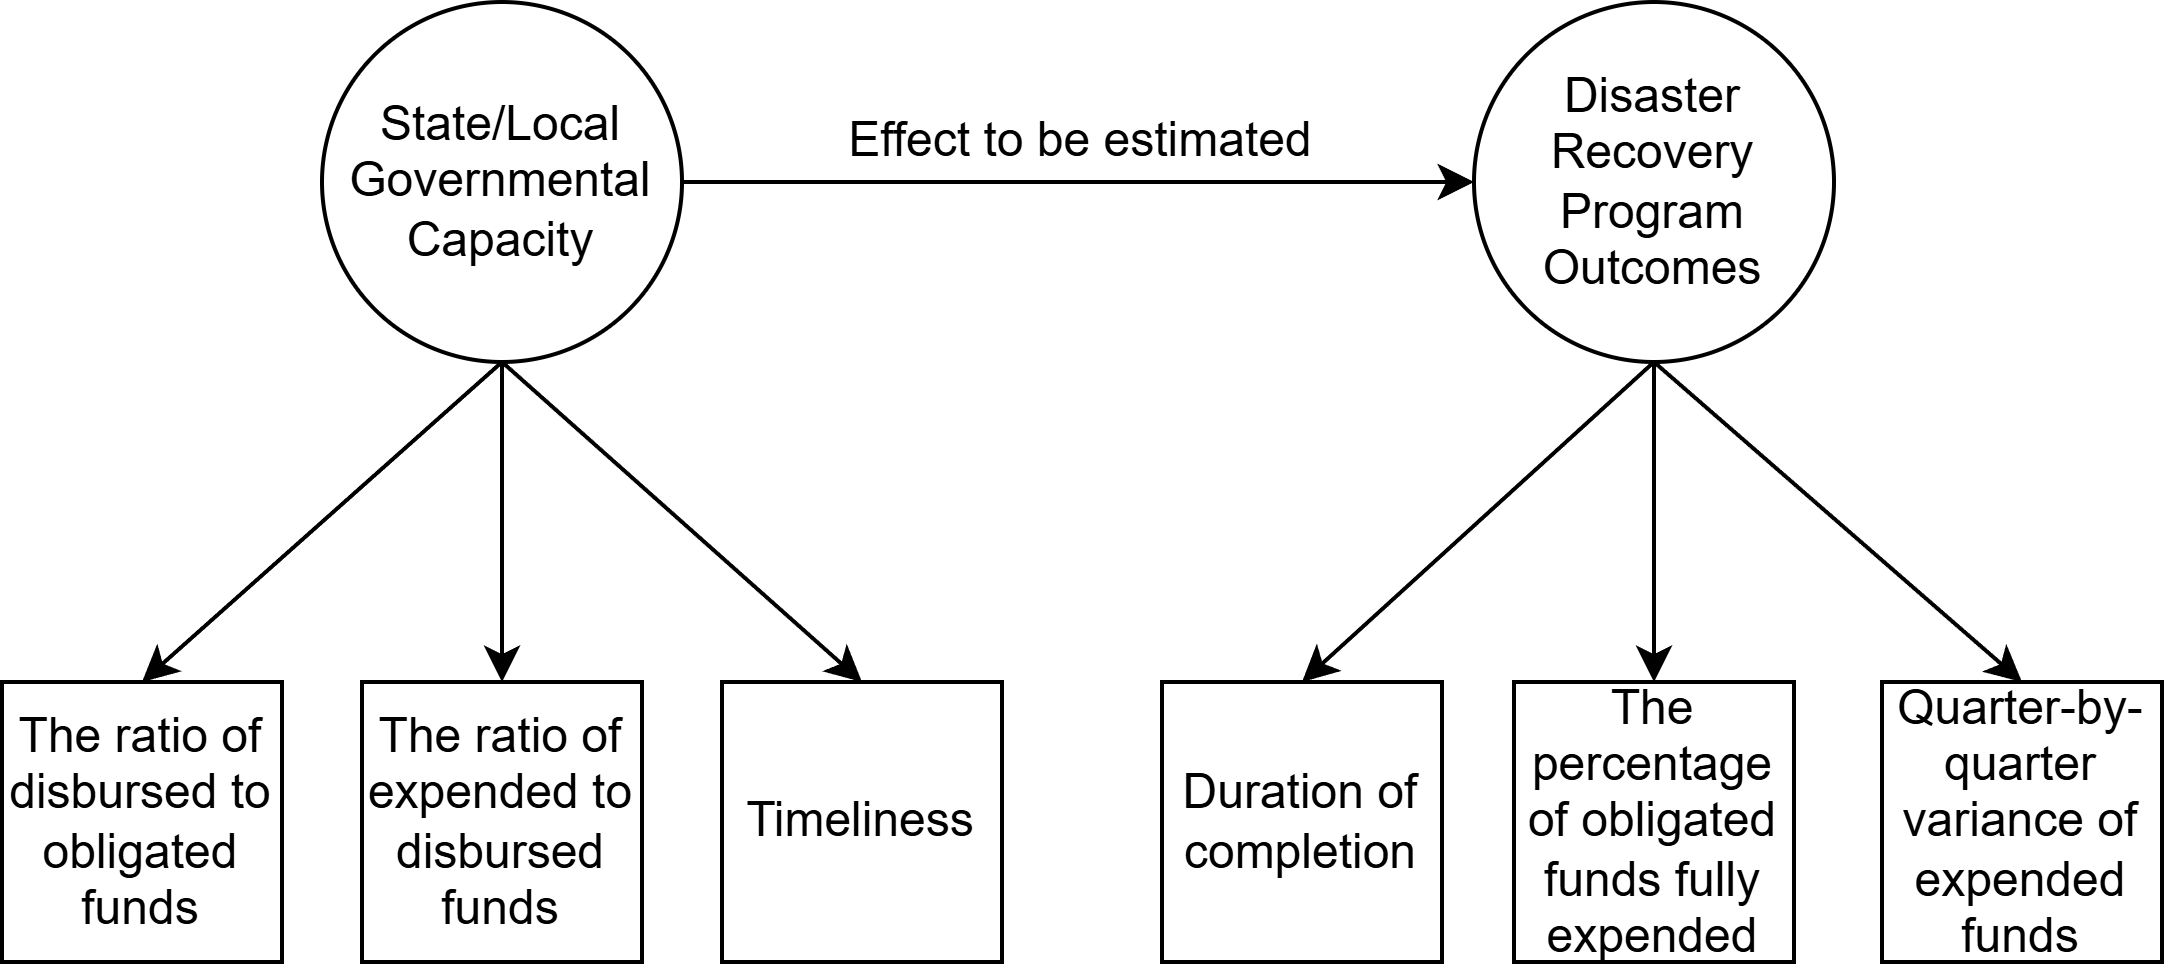 State/Local
Governmental
Capacity
Effect to be estimated
Disaster
Recovery
Program
Outcomes
The ratio of
disbursed to
obligated
funds
The ratio of
expended to
disbursed
funds
Timeliness
Duration of
completion
The
percentage
of obligated
funds fully
expended
Quarter-by-
quarter
variance of
expended
funds